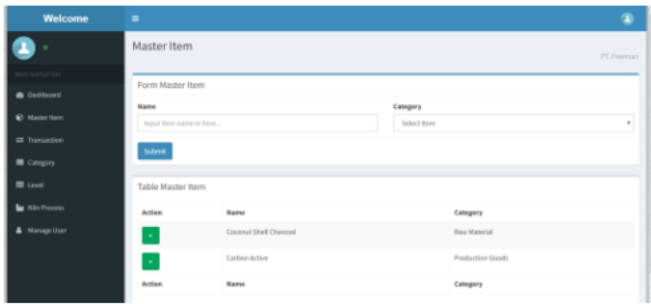 Welcome
Master Item
PT. Freeman
MAIN NAVIGATION
Dashboard
Master Item
Transaction
Category
Level
Kiln Process
Manage User
Form Master Item
Name
Category
Input item name in here...
Select Item
Submit
Table Master Item
Action Name Category
Coconut Shell Charcoal Raw Material
Carbon Active Production Goods
Action Name Category